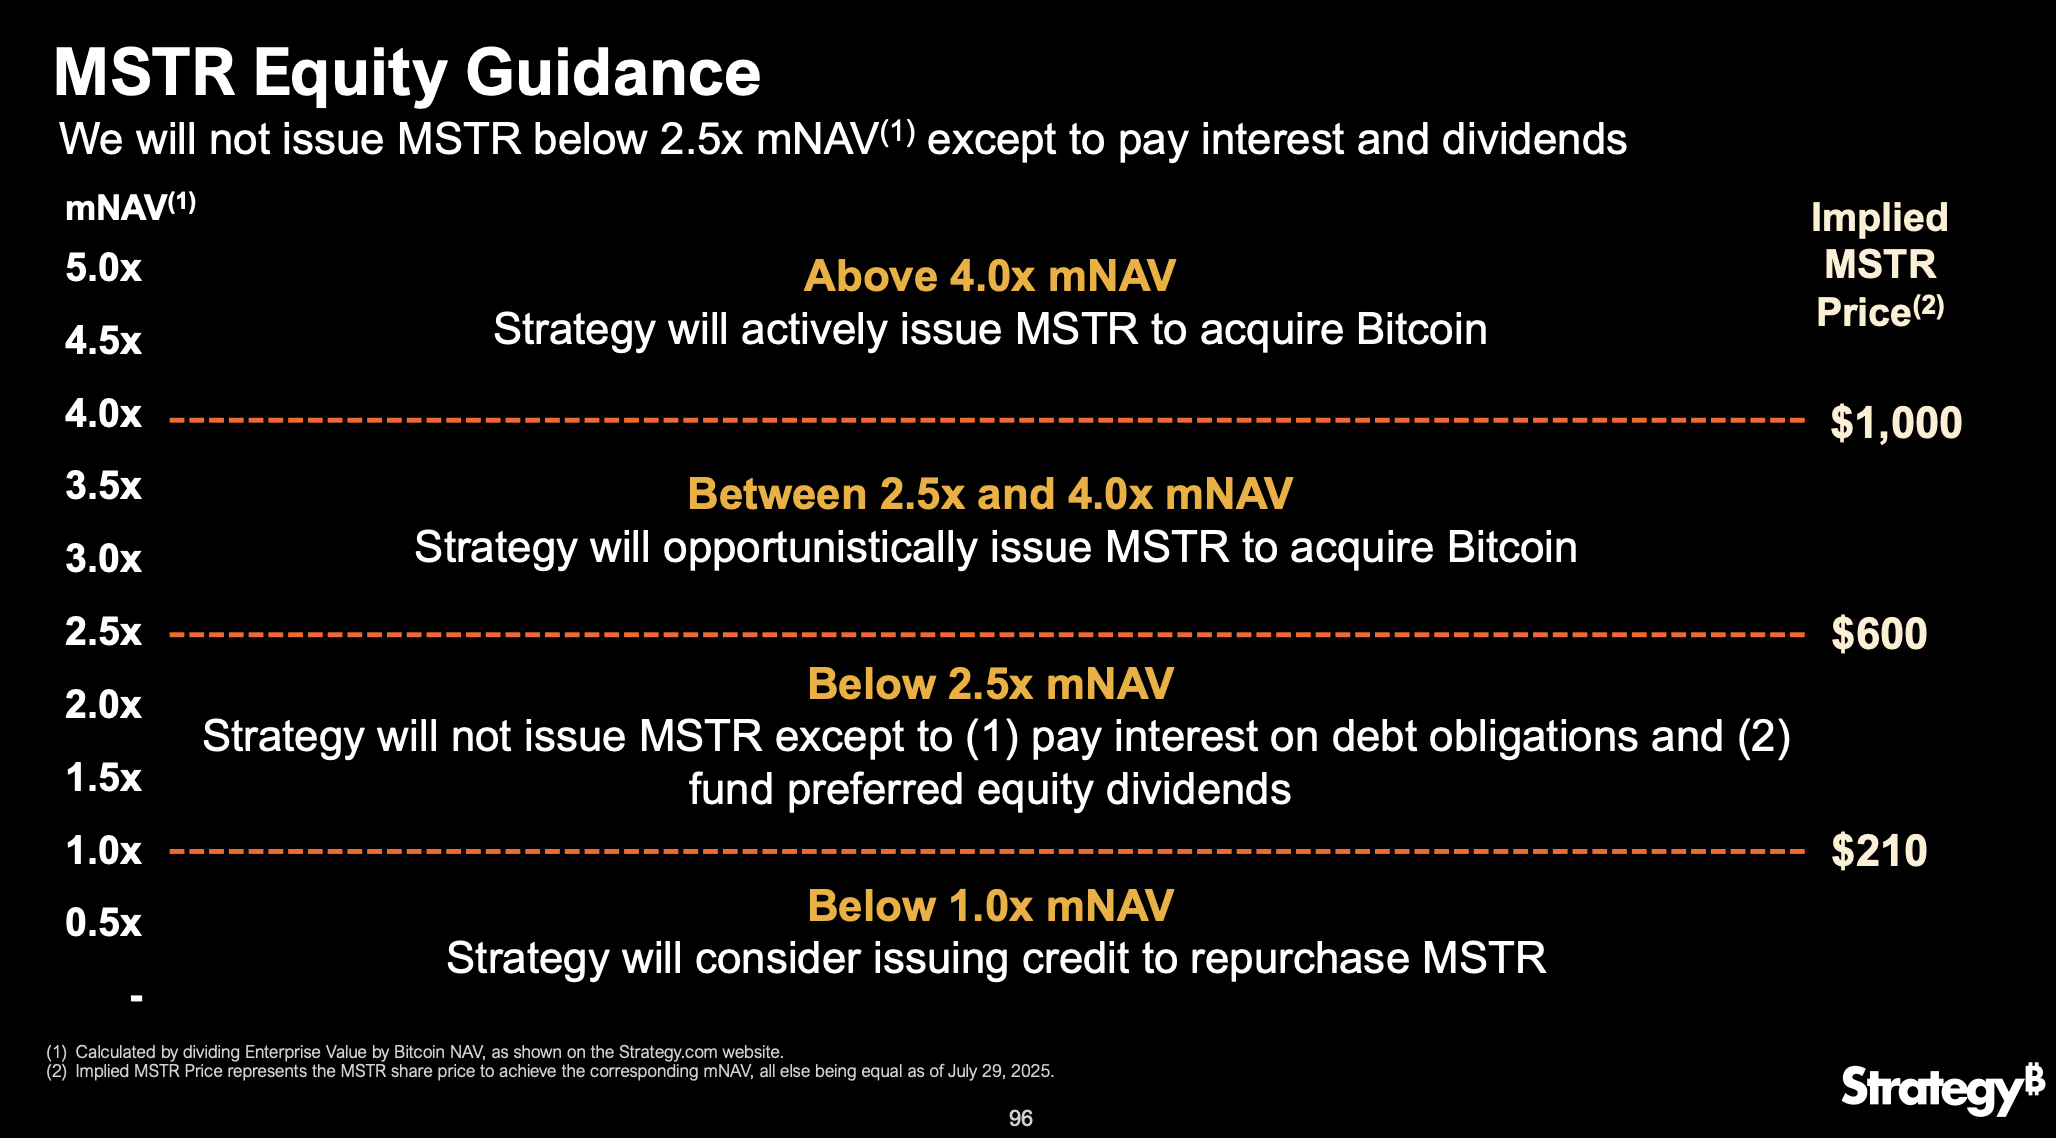 MSTR Equity Guidance
We will not issue MSTR below 2.5x mNAV(1) except to pay interest and dividends
mNAV(1)
Implied
MSTR
Price(2)
5.0x
Above 4.0x mNAV
Strategy will actively issue MSTR to acquire Bitcoin
4.5x
4.0x
$1,000
3.5x
Between 2.5x and 4.0x mNAV
Strategy will opportunistically issue MSTR to acquire Bitcoin
3.0x
2.5x
$600
Below 2.5x mNAV
2.0x
Strategy will not issue MSTR except to (1) pay interest on debt obligations and (2)
fund preferred equity dividends
1.5x
1.0x
$210
Below 1.0x mNAV
0.5x
Strategy will consider issuing credit to repurchase MSTR
-
(1) Calculated by dividing Enterprise Value by Bitcoin NAV, as shown on the Strategy.com website.
(2) Implied MSTR Price represents the MSTR share price to achieve the corresponding mNAV, all else being equal as of July 29, 2025.
Strategy₿
96